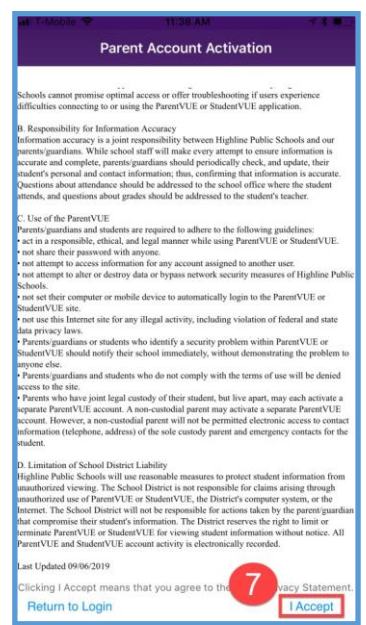 T-Mobile 11:38 AM
Parent Account Activation
Schools cannot promise optimal access or offer troubleshooting if users experience
difficulties connecting to or using the ParentVUE or StudentVUE application.
B. Responsibility for Information Accuracy
Information accuracy is a joint responsibility between Highline Public Schools and our
parents/guardians. While school staff will make every attempt to ensure information is
accurate and complete, parents/guardians should periodically check, and update, their
student's personal and contact information; thus, confirming that information is accurate.
Questions about attendance should be addressed to the school office where the student
attends, and questions about grades should be addressed to the student's teacher.
C. Use of the ParentVUE
Parents/guardians and students are required to adhere to the following guidelines:
• act in a responsible, ethical, and legal manner while using ParentVUE or StudentVUE.
• not share their password with anyone.
• not attempt to access information for any account assigned to another user.
• not attempt to alter or destroy data or bypass network security measures of Highline Public
Schools.
• not set their computer or mobile device to automatically login to the ParentVUE or
StudentVUE site.
• not use this Internet site for any illegal activity, including violation of federal and state
data privacy laws.
• Parents/guardians or students who identify a security problem within ParentVUE or
StudentVUE should notify their school immediately, without demonstrating the problem to
anyone else.
• Parents/guardians and students who do not comply with the terms of use will be denied
access to the site.
• Parents who have joint legal custody of their student, but live apart, may each activate a
separate ParentVUE account. A non-custodial parent may activate a separate ParentVUE
account. However, a non-custodial parent will not be permitted electronic access to contact
information (telephone, address) of the sole custody parent and emergency contacts for the
student.
D. Limitation of School District Liability
Highline Public Schools will use reasonable measures to protect student information from
unauthorized viewing. The School District is not responsible for claims arising through
unauthorized use of ParentVUE or StudentVUE, the District's computer system, or the
Internet. The School District will not be responsible for actions taken by the parent/guardian
that compromise their student's information. The District reserves the right to limit or
terminate ParentVUE or StudentVUE for viewing student information without notice. All
ParentVUE and StudentVUE account activity is electronically recorded.
Last Updated 09/06/2019
Clicking I Accept means that you agree to the vacy Statement.
7
Return to Login I Accept